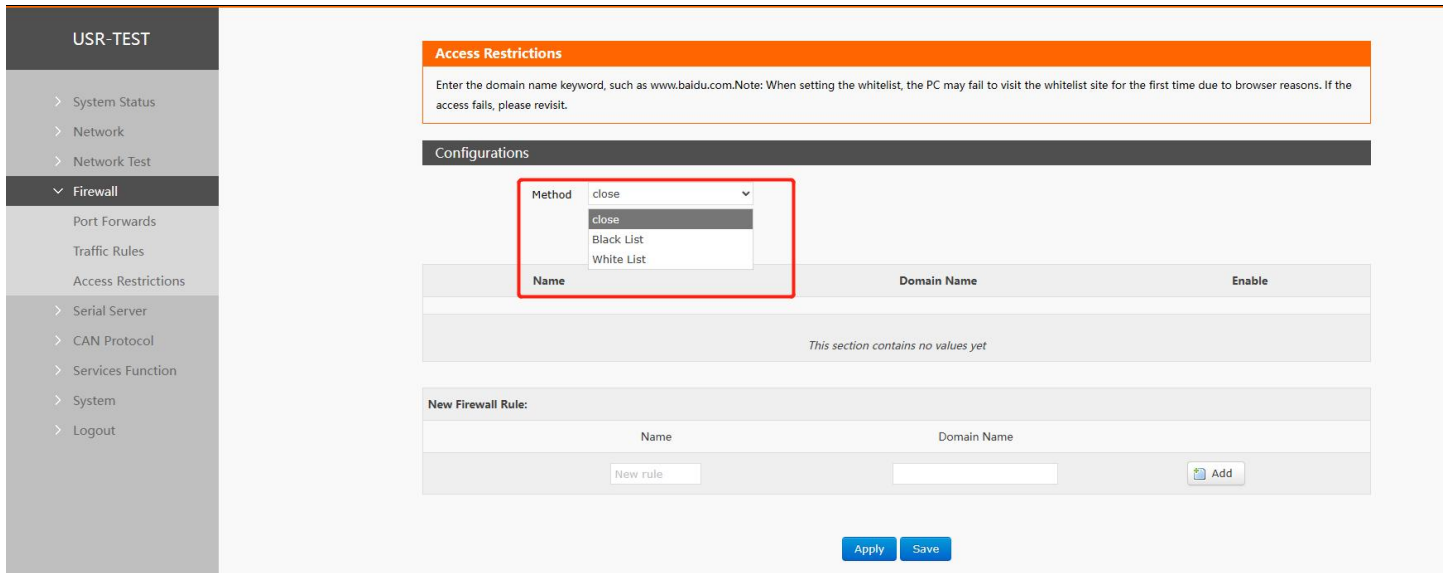 USR-TEST
System Status
Network
Network Test
Firewall
Port Forwards
Traffic Rules
Access Restrictions
Serial Server
CAN Protocol
Services Function
System
Logout
Access Restrictions
Enter the domain name keyword, such as www.baidu.com.Note: When setting the whitelist, the PC may fail to visit the whitelist site for the first time due to browser reasons. If the
access fails, please revisit.
Configurations
Method close
close
Black List
White List
Name Domain Name Enable
This section contains no values yet
New Firewall Rule:
Name Domain Name
New rule Add
Apply Save